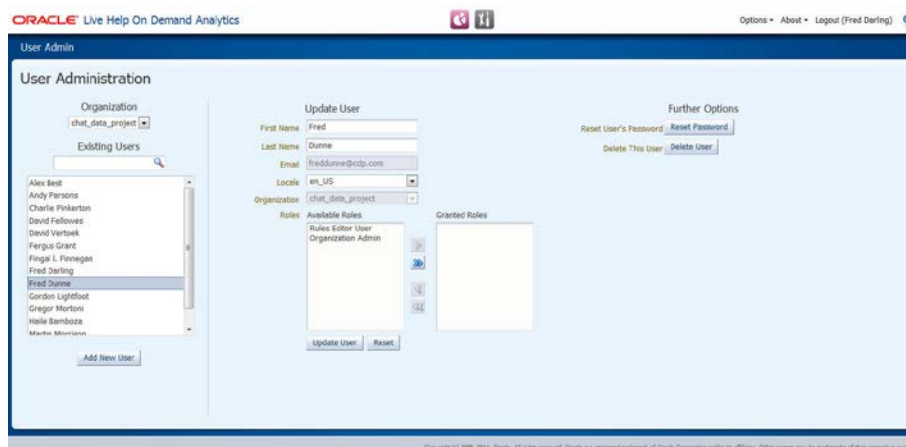 ORACLE Live Help On Demand Analytics
Options About Logout (Fred Darling)
User Admin
User Administration
Organization
chat_data_project
Existing Users
Alex Best
Andy Parsons
Charlie Pinkerton
David Fellowes
David Vertoek
Fergus Grant
Fingal I. Finnegan
Fred Darling
Fred Dunne
Gordon Lightfoot
Gregor Mortoni
Haile Bamboza
Martin Morrison
Add New User
Update User
First Name Fred
Last Name Dunne
Email freddunne@cdp.com
Locale en_US
Organization chat_data_project
Roles Available Roles Granted Roles
Rules Editor User
Organization Admin
Update User Reset
Further Options
Reset User's Password Reset Password
Delete This User Delete User